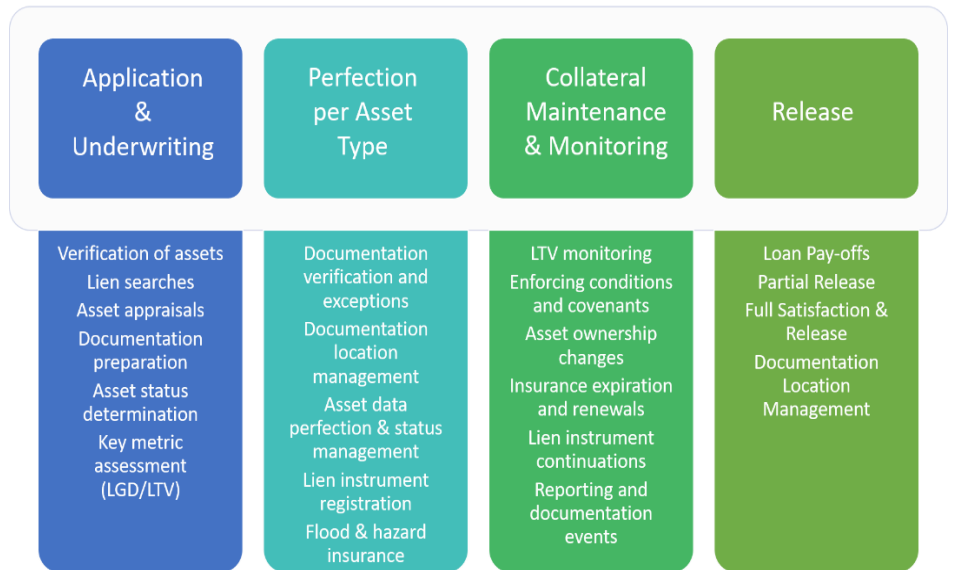 Application
&
Underwriting
Perfection
per Asset
Type
Collateral
Maintenance
& Monitoring
Release
Verification of assets
Lien searches
Asset appraisals
Documentation
preparation
Asset status
determination
Key metric
assessment
(LGD/LTV)
Documentation
verification and
exceptions
Documentation
location
management
Asset data
perfection & status
management
Lien instrument
registration
Flood & hazard
insurance
LTV monitoring
Enforcing conditions
and covenants
Asset ownership
changes
Insurance expiration
and renewals
Lien instrument
continuations
Reporting and
documentation
events
Loan Pay-offs
Partial Release
Full Satisfaction &
Release
Documentation
Location
Management